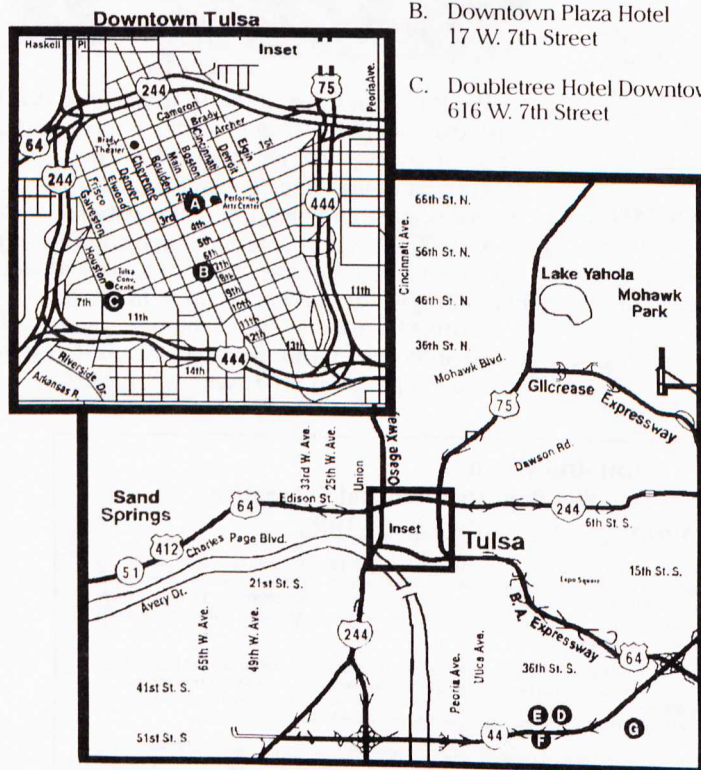 Downtown Tulsa
B. Downtown Plaza Hotel
17 W. 7th Street
C. Doubletree Hotel Downtow
616 W. 7th Street
Haskell Pl
Inset
75
Peoria Ave.
244
64
Cameron
Brady
Archer
1st
Brady
Theater
Elgin
Detroit
Cincinnati
Boston
Main
Boulder
Cheyenne
Denver
Elwood
Frisco
Galveston
Houston
244
2nd
A
Performing
Arts Center
3rd
4th
5th
6th
7th
8th
9th
10th
11th
12th
13th
444
B
Tulsa
Conv.
Cente
C
7th
11th
11th
14th
444
Riverside Dr.
Arkansas R.
66th St. N.
Cincinnati Ave.
56th St. N.
46th St. N
36th St. N.
Lake Yahola
Mohawk
Park
Mohawk Blvd.
75
Gilcrease
Expressway
Dawson Rd.
33rd W. Ave.
25th W. Ave.
Union
Osage Xway
Sand
Springs
64
Edison St.
412
51
Charles Page Blvd.
Avery Dr.
Inset
Tulsa
244
6th St. S.
15th St. S.
Expo Square
21st St. S.
B. A. Expressway
64
244
65th W. Ave.
49th W. Ave.
Peoria Ave.
Utica Ave.
36th St. S.
41st St. S.
51st St. S
44
E D
F
G